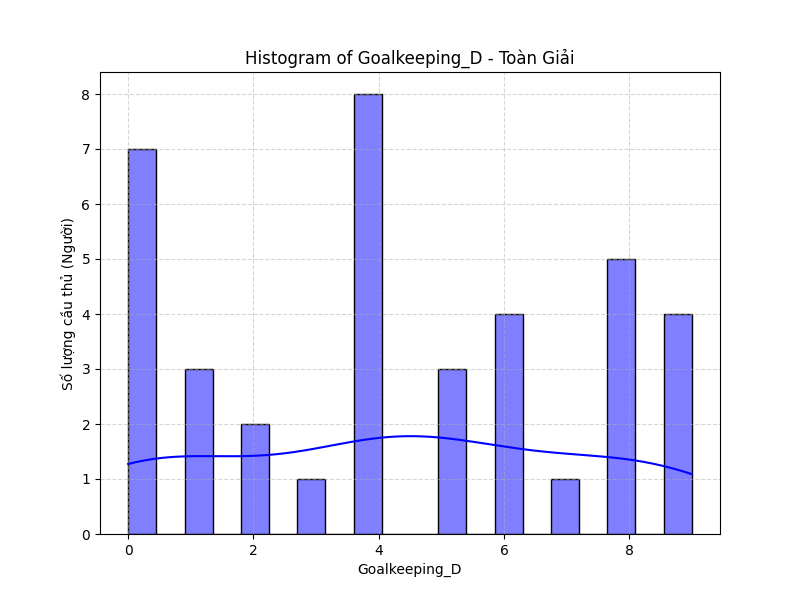 Histogram of Goalkeeping_D - Toàn Giải
Số lượng cầu thủ (Người)
8
7
6
5
4
3
2
1
0
0 2 4 6 8
Goalkeeping_D